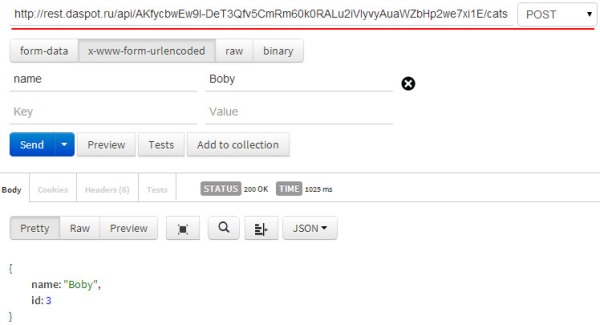 http://rest.daspot.ru/api/AKfycbwEw9l-DeT3Qfv5CmRm60k0RALu2iVlyvyAuaWZbHp2we7xi1E/cats POST
form-data x-www-form-urlencoded raw binary
name Boby
Key Value
Send Preview Tests Add to collection
Body Cookies Headers (6) Tests STATUS 200 OK TIME 1025 ms
Pretty Raw Preview JSON
{
name: "Boby",
id: 3
}